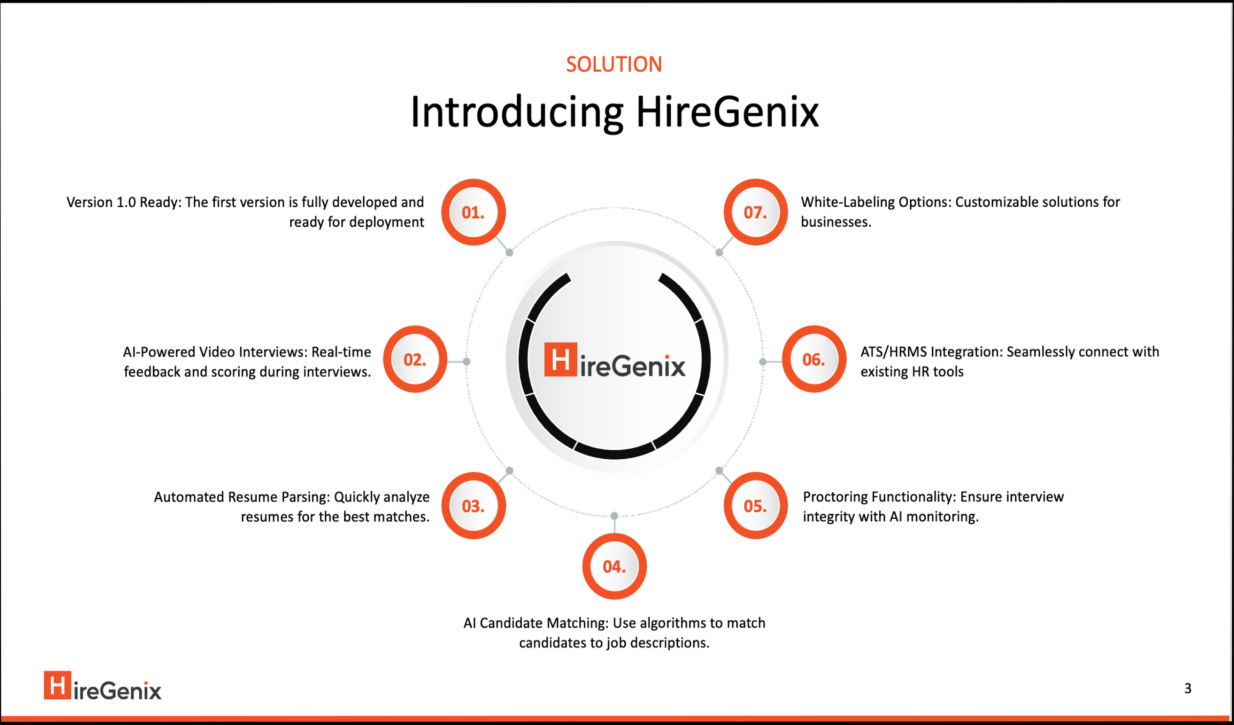 SOLUTION
Introducing HireGenix
Version 1.0 Ready: The first version is fully developed and
ready for deployment
01.
AI-Powered Video Interviews: Real-time
feedback and scoring during interviews.
02.
Automated Resume Parsing: Quickly analyze
resumes for the best matches.
03.
04.
AI Candidate Matching: Use algorithms to match
candidates to job descriptions.
05.
Proctoring Functionality: Ensure interview
integrity with AI monitoring.
06.
ATS/HRMS Integration: Seamlessly connect with
existing HR tools
07.
White-Labeling Options: Customizable solutions for
businesses.
HireGenix
HireGenix
3